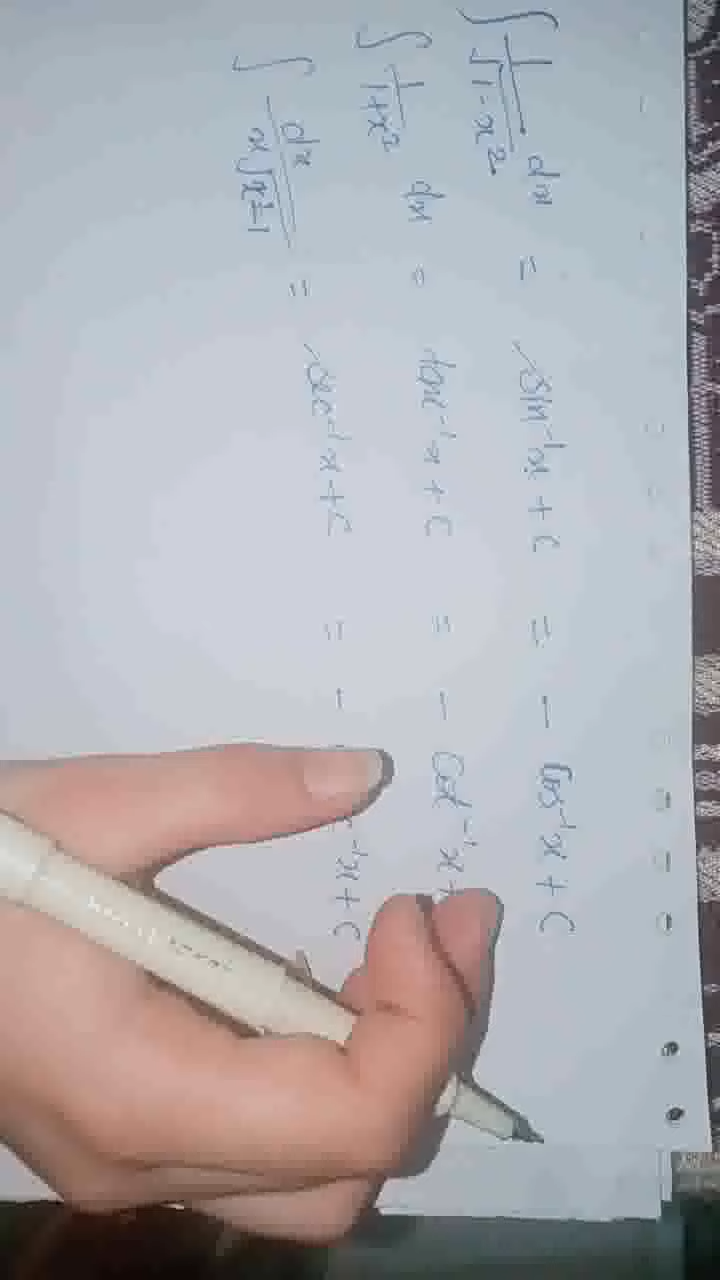 ∫ 1/√(1-x²) dx = sin⁻¹x + C = - Cos⁻¹x + C
∫ 1/(1+x²) dx = tan⁻¹x + C = - Cot⁻¹x +
∫ dx/(x√(x²-1)) = sec⁻¹x + C = - ⁻¹x + C